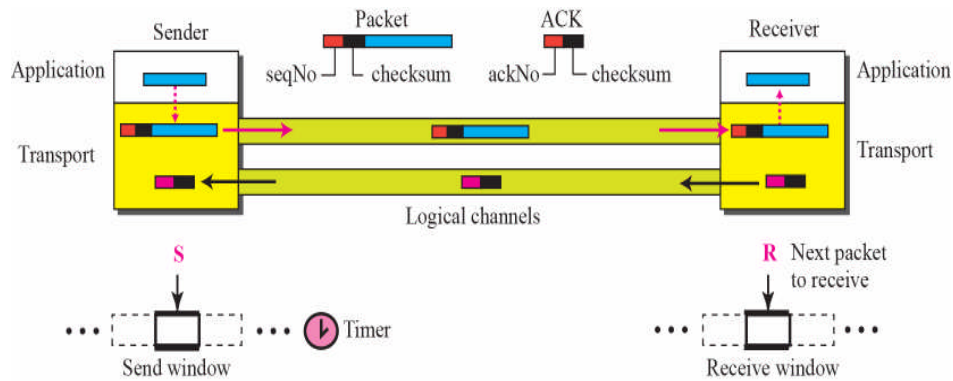 Packet
ACK
Sender
Receiver
seqNo
checksum
ackNo
checksum
Application
Application
Transport
Transport
Logical channels
S
R Next packet
to receive
Timer
Send window
Receive window